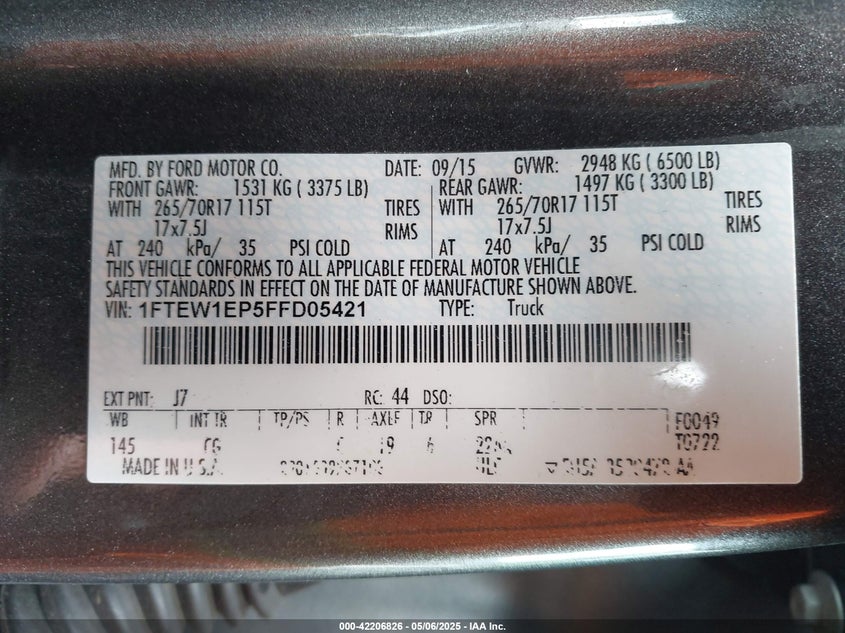 MFD. BY FORD MOTOR CO. DATE: 09/15 GVWR: 2948 KG ( 6500 LB)
FRONT GAWR: 1531 KG ( 3375 LB) REAR GAWR: 1497 KG ( 3300 LB)
WITH 265/70R17 115T TIRES WITH 265/70R17 115T TIRES
17x7.5J RIMS 17x7.5J RIMS
AT 240 kPa/ 35 PSI COLD AT 240 kPa/ 35 PSI COLD
THIS VEHICLE CONFORMS TO ALL APPLICABLE FEDERAL MOTOR VEHICLE
SAFETY STANDARDS IN EFFECT ON THE DATE OF MANUFACTURE SHOWN ABOVE.
VIN: 1FTEW1EP5FFD05421 TYPE: Truck
EXT PNT: J7 RC: 44 DSO:
WB INT TR TP/PS R AXLE TR SPR F0049
145 19 6 T0722
MADE IN U.S.A.
000-42206826 - 05/06/2025 - IAA Inc.